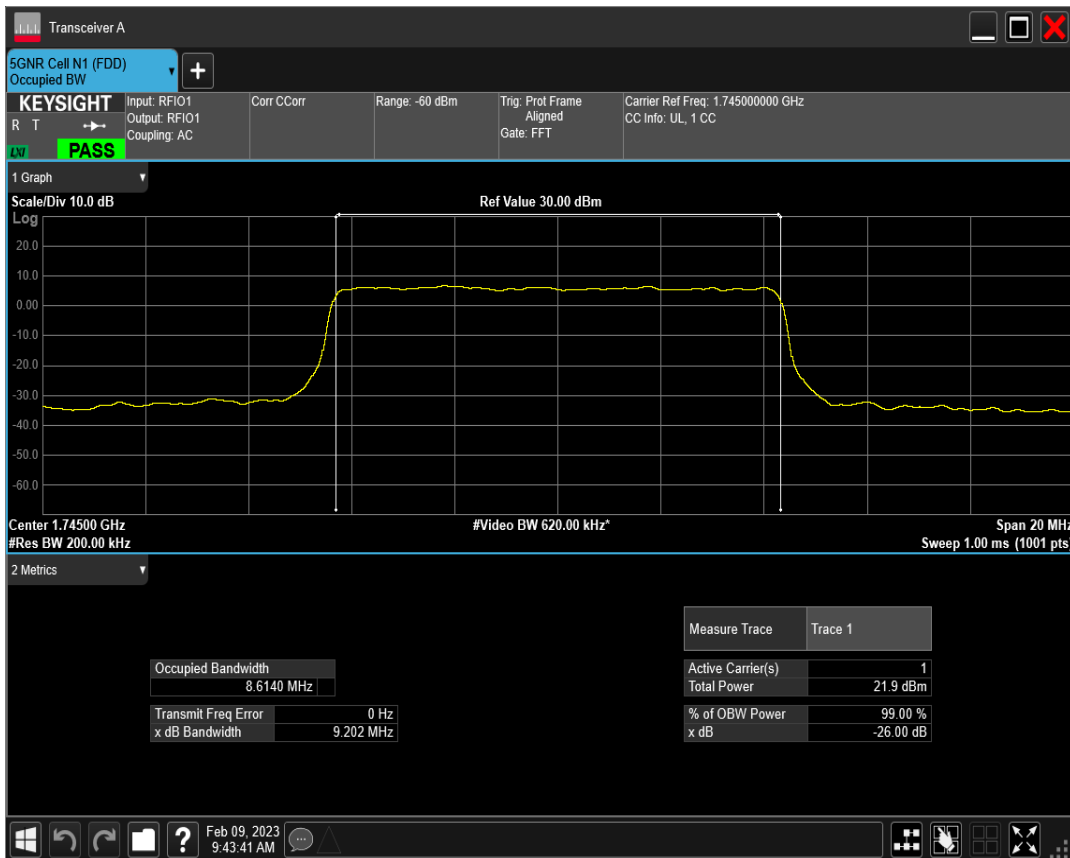 Transceiver A
5GNR Cell N1 (FDD)
Occupied BW
+
KEYSIGHT
R T
LXI
PASS
Input: RFIO1
Output: RFIO1
Coupling: AC
Corr CCorr
Range: -60 dBm
Trig: Prot Frame
Aligned
Gate: FFT
Carrier Ref Freq: 1.745000000 GHz
CC Info: UL, 1 CC
1 Graph
Scale/Div 10.0 dB
Ref Value 30.00 dBm
Log
20.0
10.0
0.00
-10.0
-20.0
-30.0
-40.0
-50.0
-60.0
Center 1.74500 GHz
#Video BW 620.00 kHz*
Span 20 MHz
#Res BW 200.00 kHz
Sweep 1.00 ms (1001 pts)
2 Metrics
Measure Trace Trace 1
Occupied Bandwidth
8.6140 MHz
Active Carrier(s) 1
Total Power 21.9 dBm
Transmit Freq Error 0 Hz
x dB Bandwidth 9.202 MHz
% of OBW Power 99.00 %
x dB -26.00 dB
?
Feb 09, 2023
9:43:41 AM